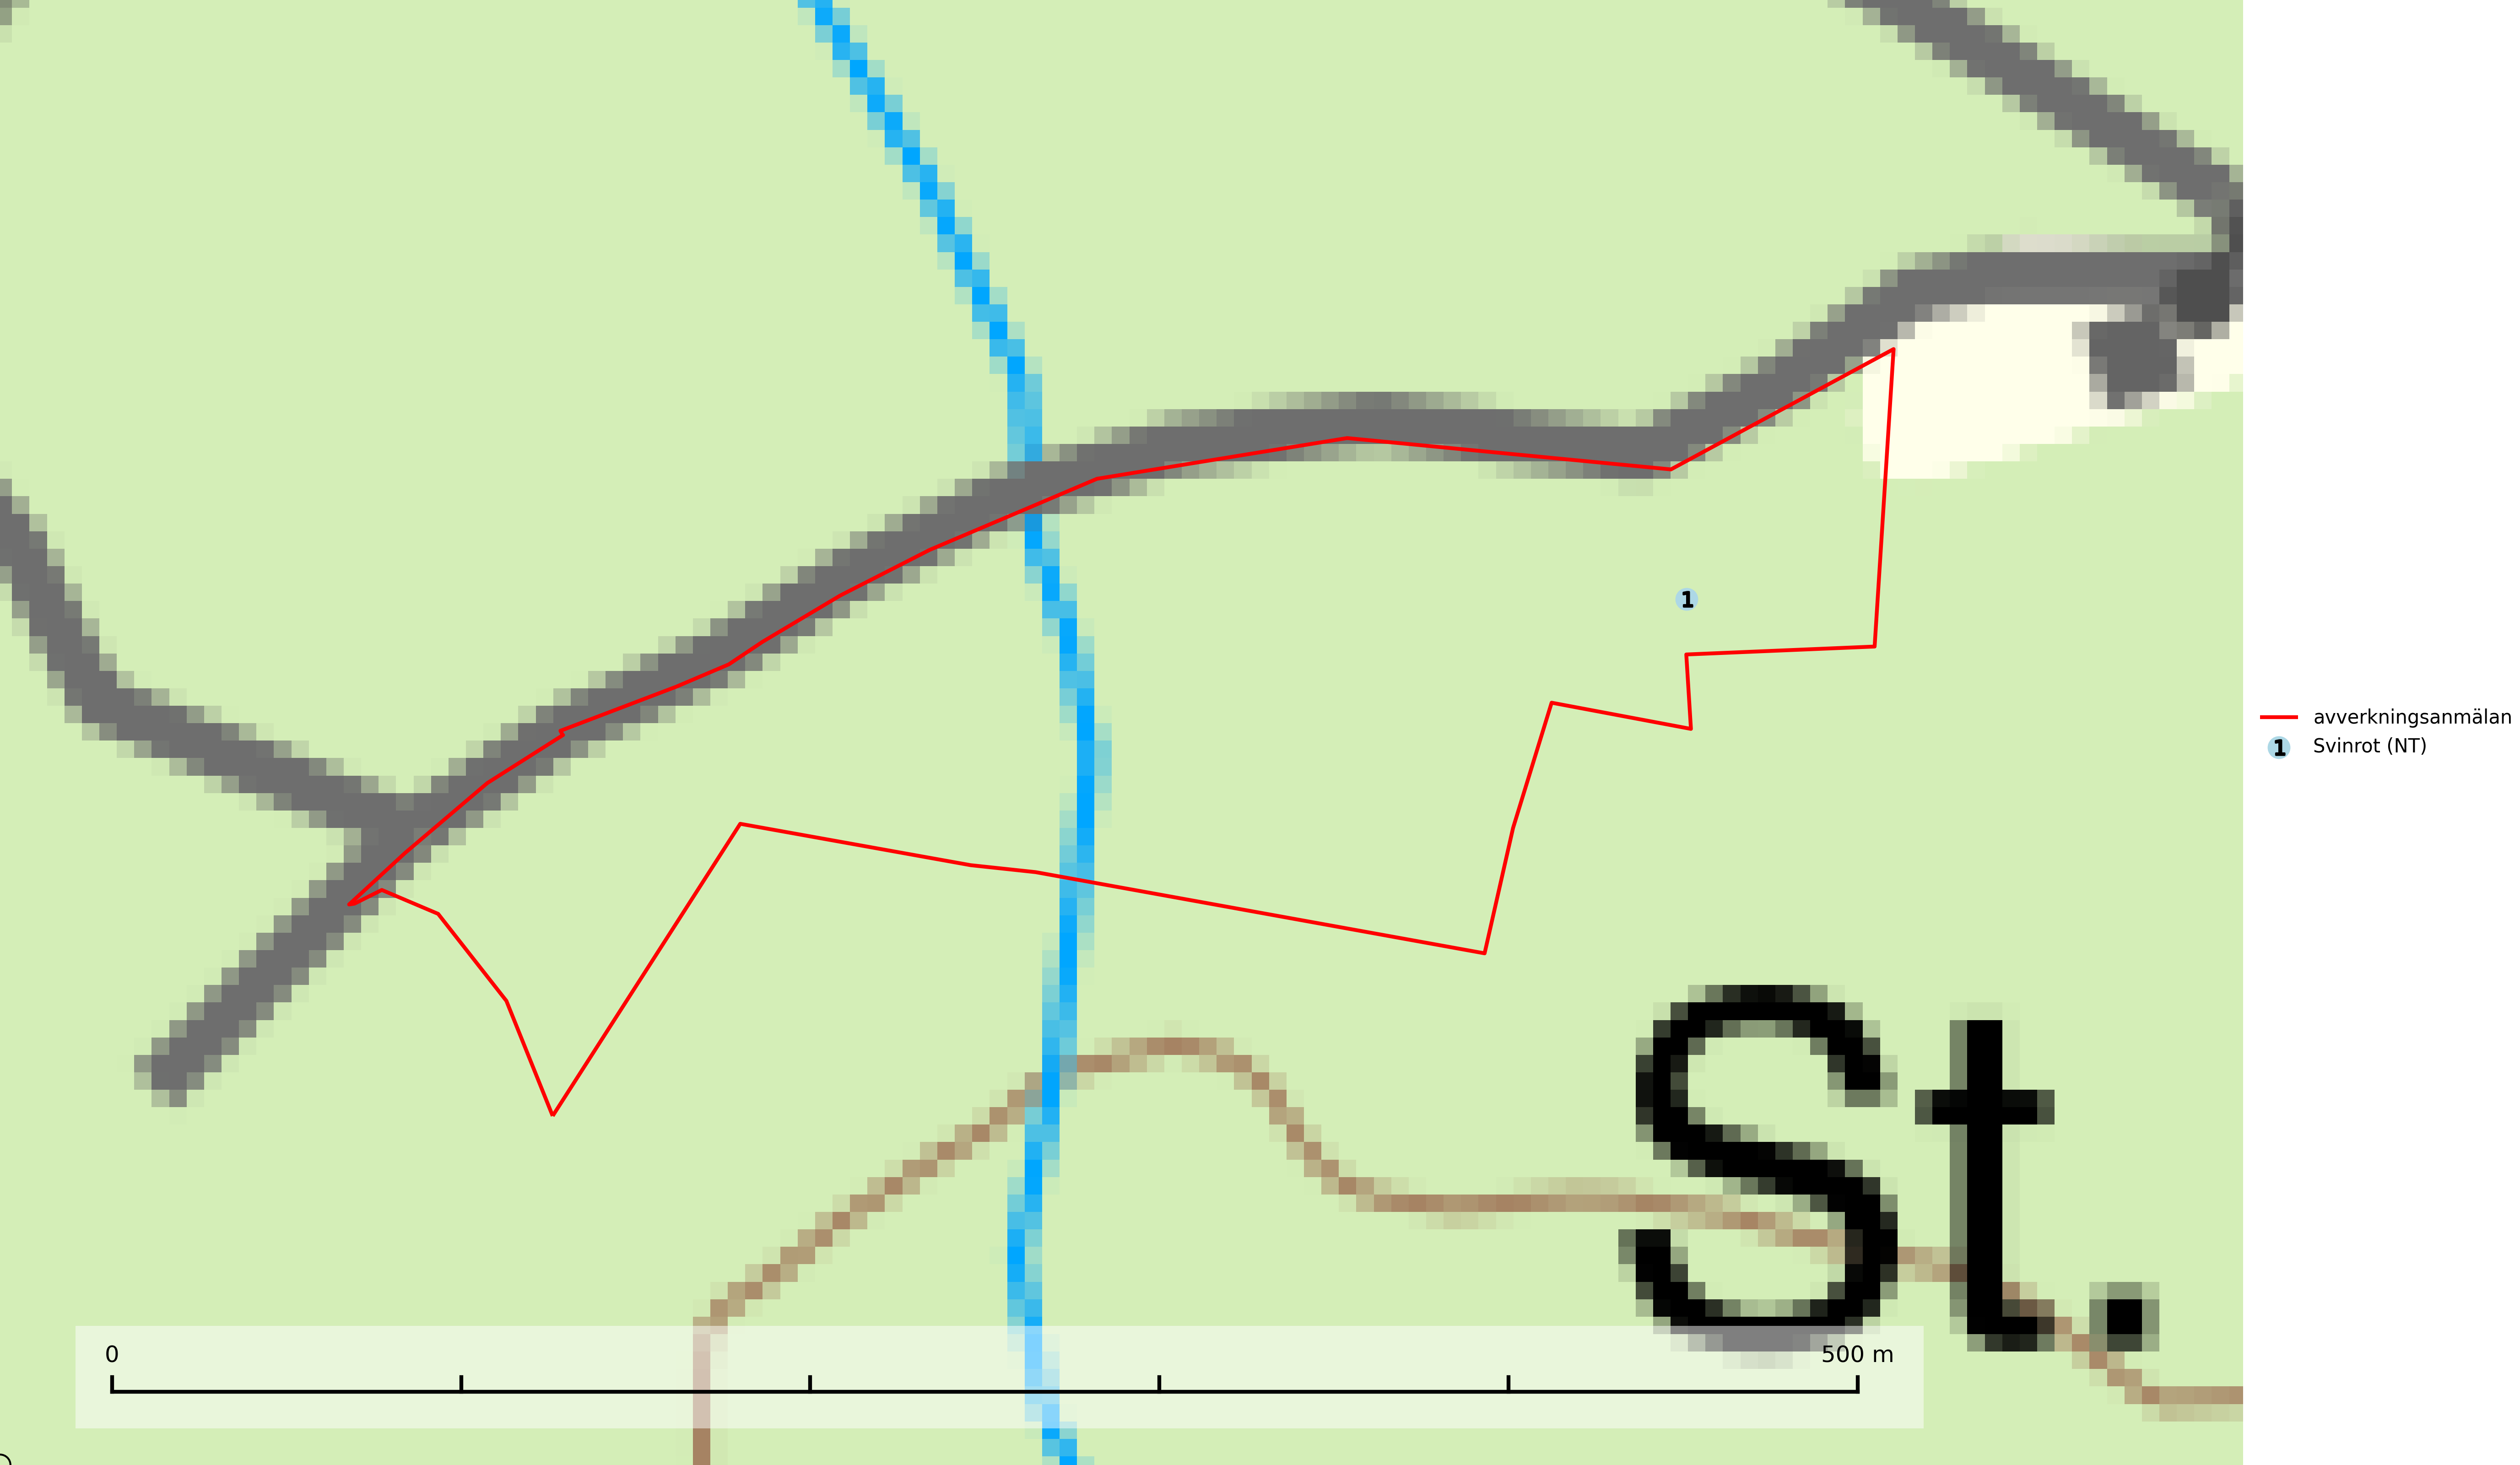 1
avverkningsanmälan
1 Svinrot (NT)
St.
0 500 m